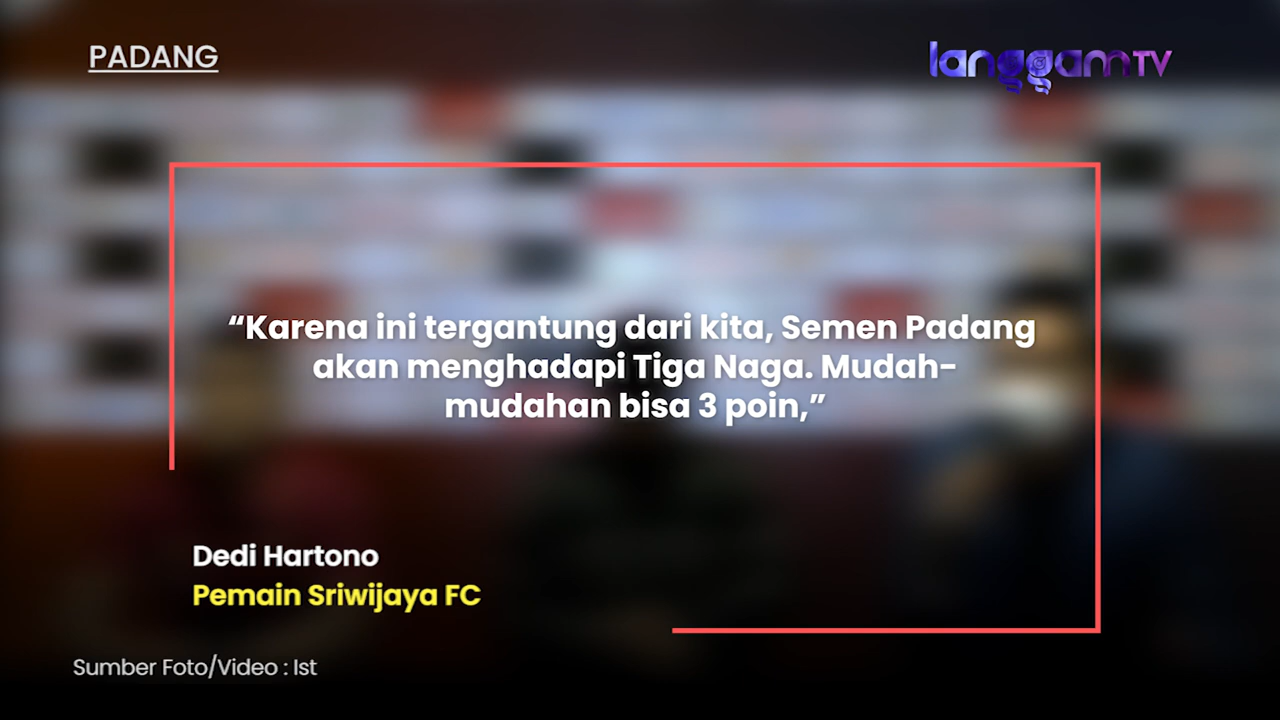 PADANG
langgamTV
“Karena ini tergantung dari kita, Semen Padang
akan menghadapi Tiga Naga. Mudah-
mudahan bisa 3 poin,”
Dedi Hartono
Pemain Sriwijaya FC
Sumber Foto/Video : Ist